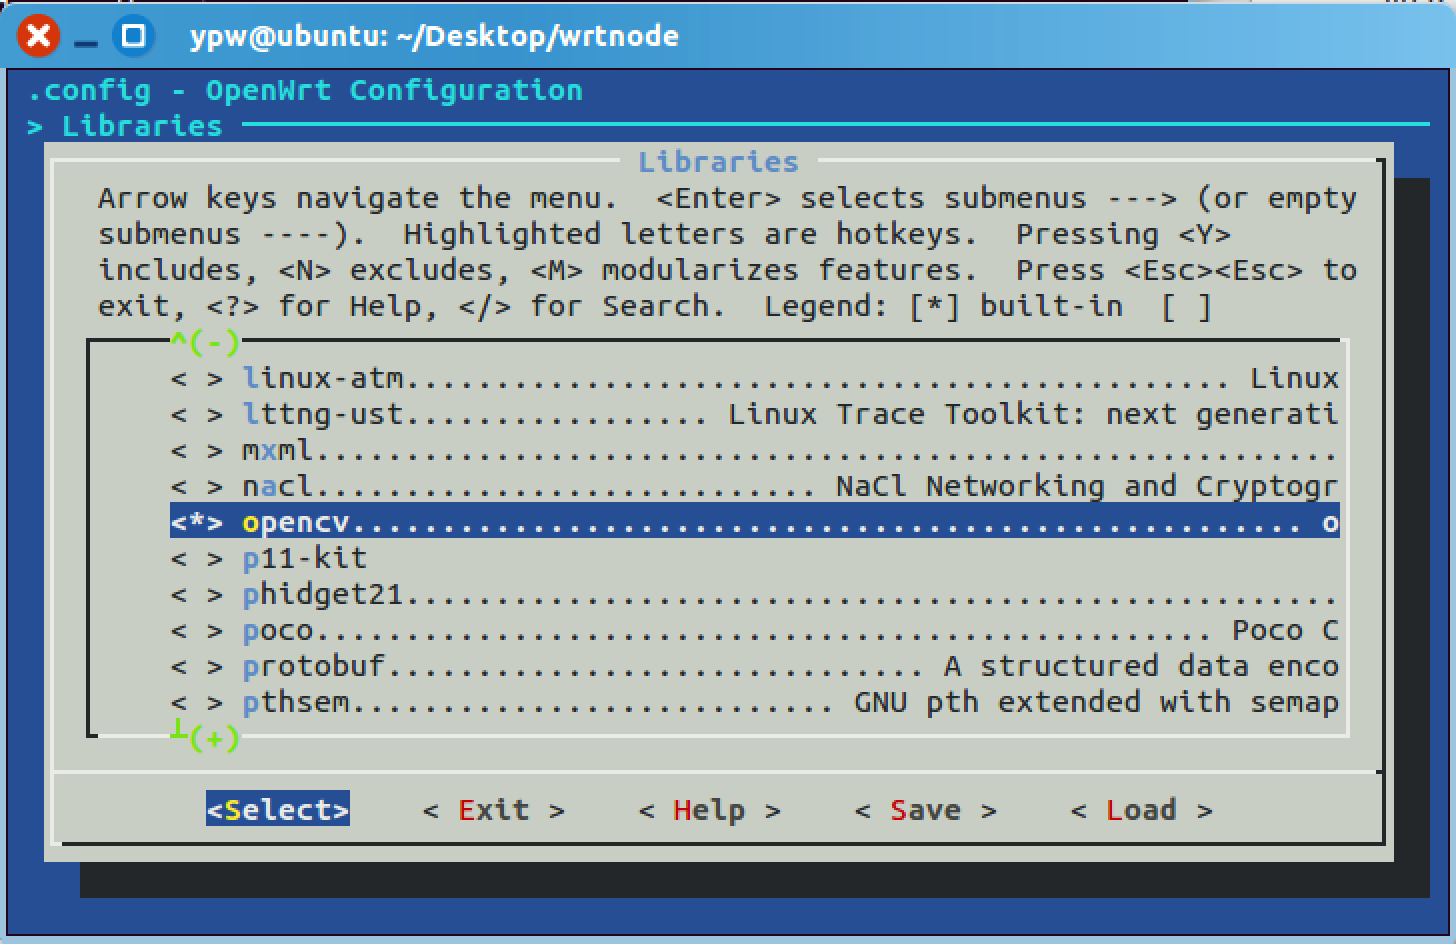 ypw@ubuntu: ~/Desktop/wrtnode
.config - OpenWrt Configuration
> Libraries
Libraries
Arrow keys navigate the menu.  <Enter> selects submenus ---> (or empty
submenus ----).  Highlighted letters are hotkeys.  Pressing <Y>
includes, <N> excludes, <M> modularizes features.  Press <Esc><Esc> to
exit, <?> for Help, </> for Search.  Legend: [*] built-in  [ ]
^(-)
< > linux-atm.............................................. Linux
< > lttng-ust................. Linux Trace Toolkit: next generati
< > mxml.........................................................
< > nacl............................ NaCl Networking and Cryptogr
<*> opencv..................................................... o
< > p11-kit
< > phidget21....................................................
< > poco.................................................. Poco C
< > protobuf.............................. A structured data enco
< > pthsem........................... GNU pth extended with semap
┴(+)
<Select>    < Exit >    < Help >    < Save >    < Load >